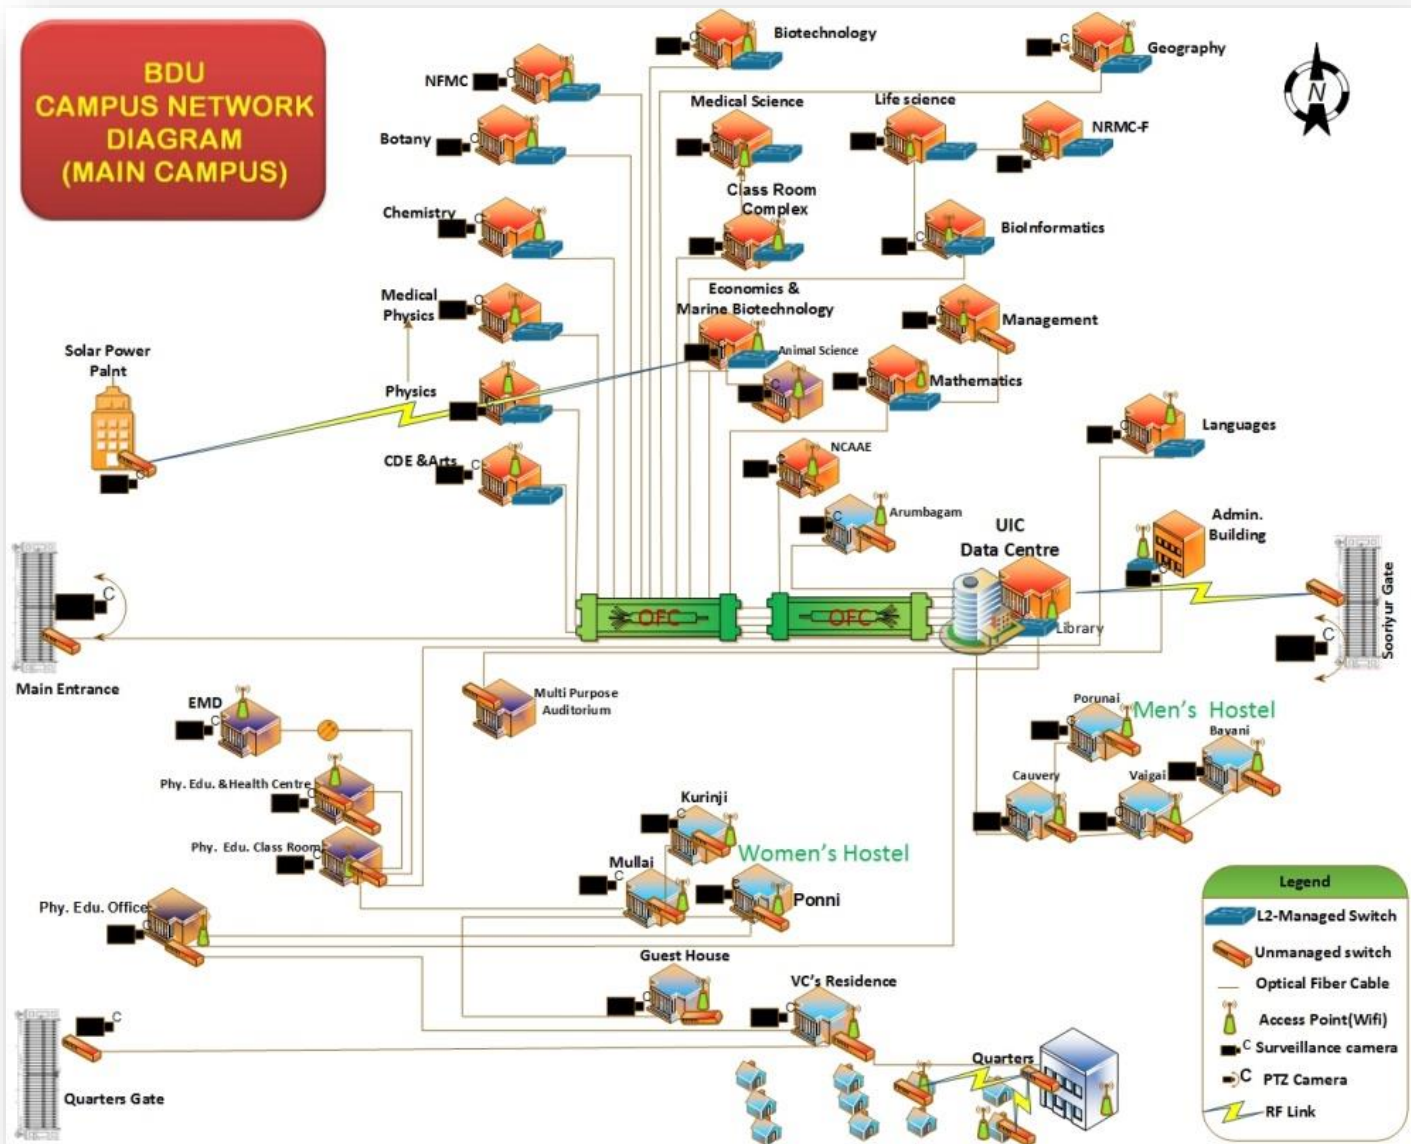 BDU
CAMPUS NETWORK
DIAGRAM
(MAIN CAMPUS)
Biotechnology
Geography
NFMC
Medical Science
Life science
NRMC-F
Botany
Class Room
Complex
Chemistry
BioInformatics
Economics &
Marine Biotechnology
Medical
Physics
Management
Animal Science
Solar Power
Palnt
Physics
Mathematics
Languages
CDE &Arts
NCAAE
Arumbagam
UIC
Data Centre
Admin.
Building
OFC
OFC
Library
Sooriyur Gate
Main Entrance
EMD
Multi Purpose
Auditorium
Porunai
Men's Hostel
Bavani
Phy. Edu. &Health Centre
Cauvery
Vaigai
Kurinji
Phy. Edu. Class Room
Women's Hostel
Mullai
Ponni
Phy. Edu. Office
Guest House
VC's Residence
Quarters
Quarters Gate
N
Legend
L2-Managed Switch
Unmanaged switch
Optical Fiber Cable
Access Point(Wifi)
C Surveillance camera
C PTZ Camera
RF Link